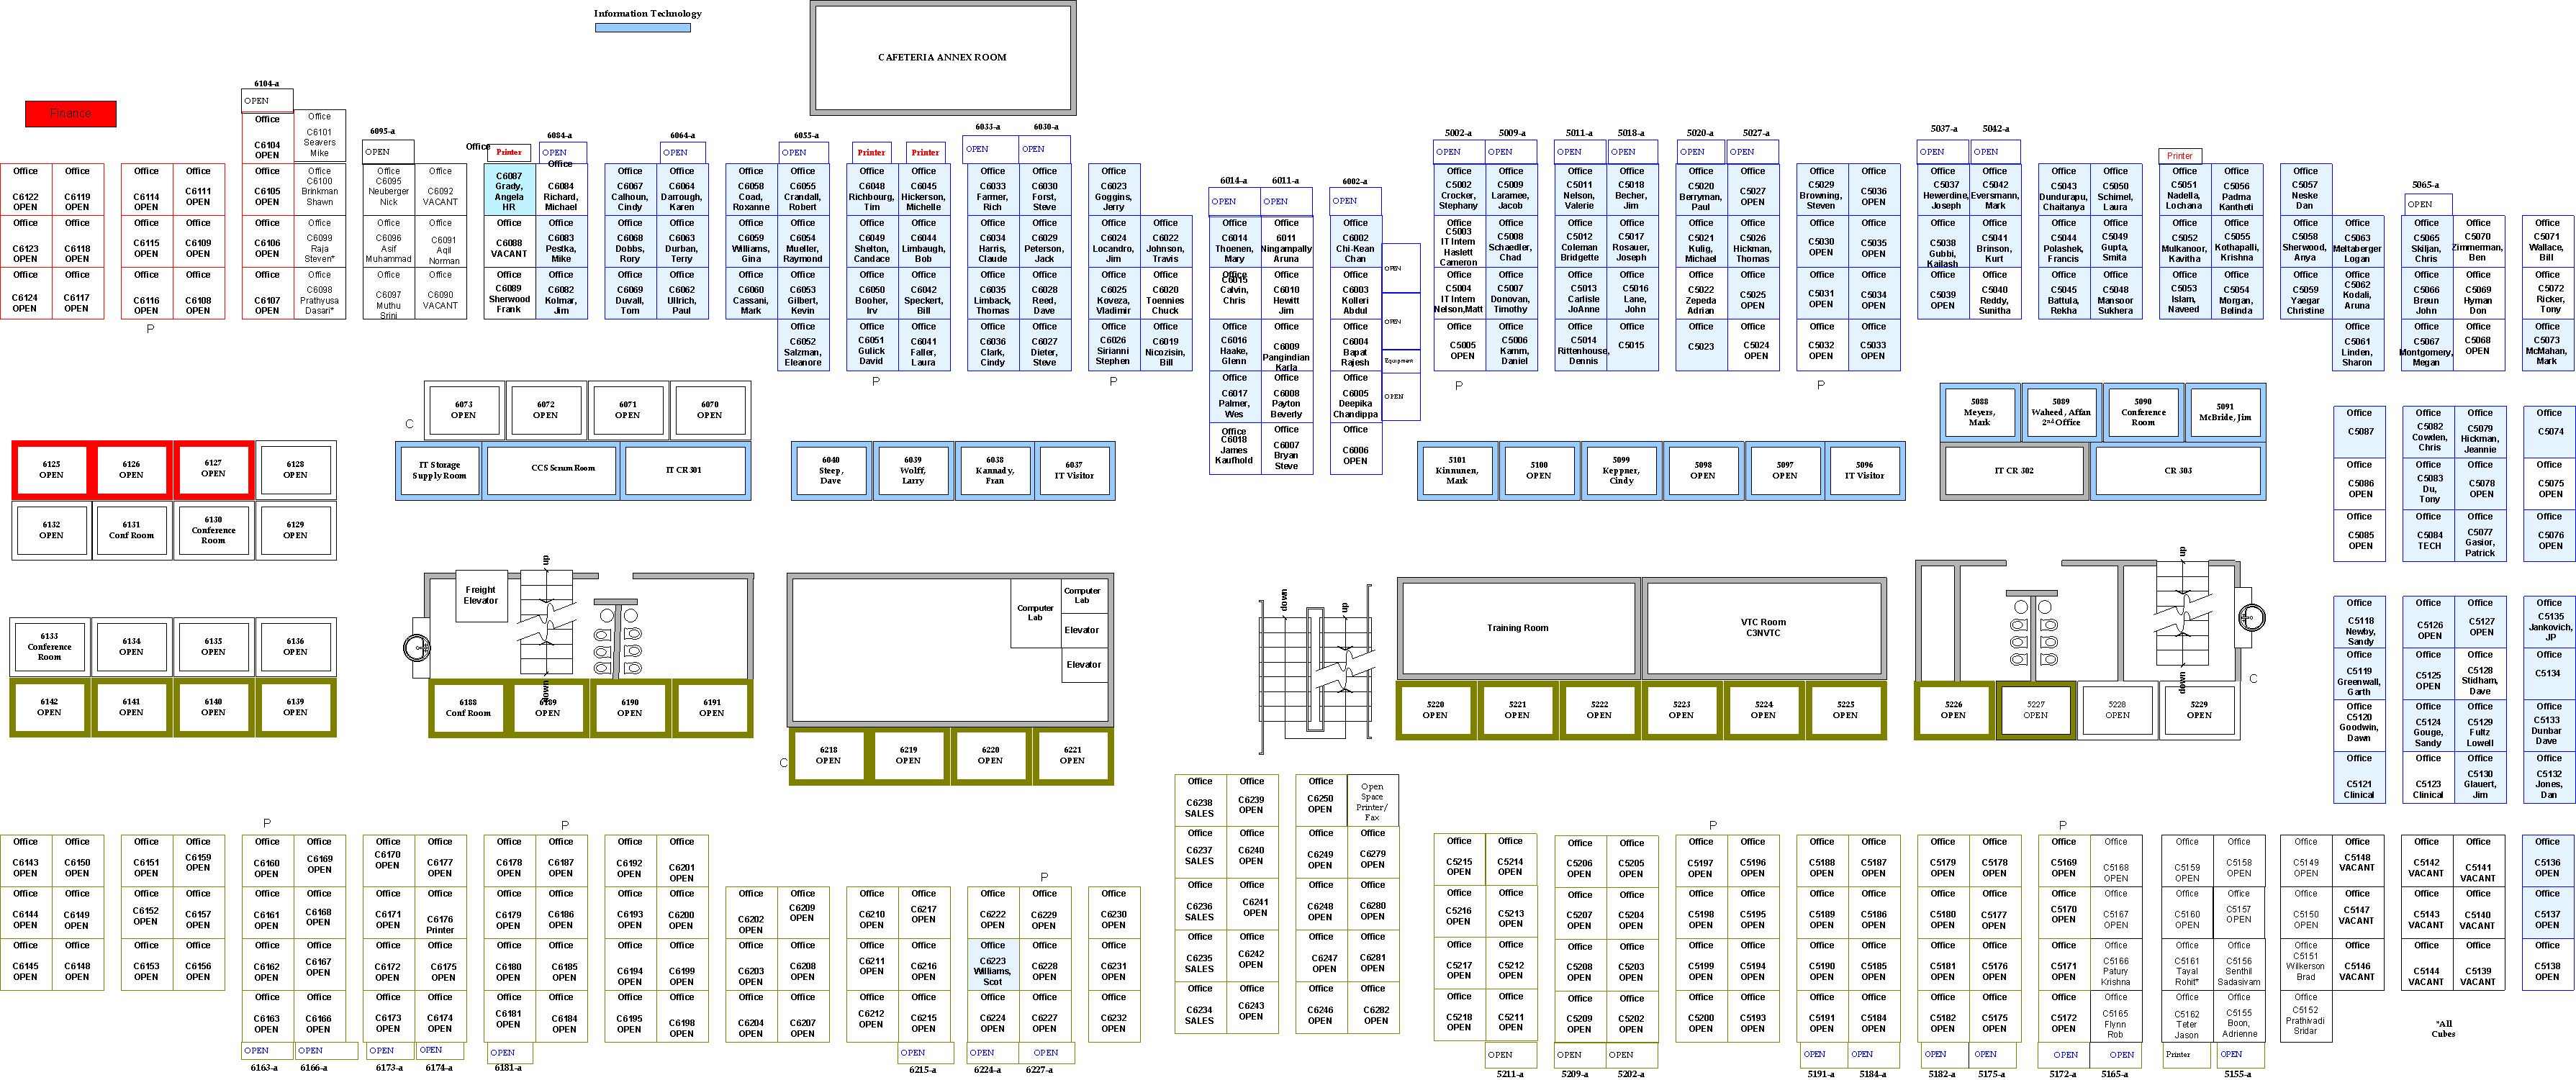 Information Technology
CAFETERIA ANNEX ROOM
Finance
6104-a
OPEN
Office
C6104
OPEN
Office
C6101
Seavers
Mike
6095-a
OPEN
Office
Printer
6084-a
OPEN
6064-a
OPEN
6055-a
OPEN
Printer
Printer
6033-a
OPEN
6030-a
OPEN
6014-a
OPEN
6011-a
OPEN
6002-a
OPEN
5002-a
OPEN
5009-a
OPEN
5011-a
OPEN
5018-a
OPEN
5020-a
OPEN
5027-a
OPEN
5037-a
OPEN
5042-a
OPEN
Printer
5065-a
OPEN
Office
C6122
OPEN
Office
C6119
OPEN
Office
C6114
OPEN
Office
C6111
OPEN
Office
C6105
OPEN
Office
C6100
Brinkman
Shawn
Office
C6095
Neuberger
Nick
Office
C6092
VACANT
Office
C6087
Grady,
Angela
HR
Office
C6084
Richard,
Michael
Office
C6067
Calhoun,
Cindy
Office
C6064
Darrough,
Karen
Office
C6058
Coad,
Roxanne
Office
C6055
Crandall,
Robert
Office
C6048
Richbourg,
Tim
Office
C6045
Hickerson,
Michelle
Office
C6033
Farmer,
Rich
Office
C6030
Forst,
Steve
Office
C6023
Goggins,
Jerry
Office
C5002
Crocker,
Stephany
Office
C5009
Laramee,
Jacob
Office
C5011
Nelson,
Valerie
Office
C5018
Becher,
Jim
Office
C5020
Berryman,
Paul
Office
C5027
OPEN
Office
C5029
Browning,
Steven
Office
C5036
OPEN
Office
C5037
Hewerdine,
Joseph
Office
C5042
Eversmann,
Mark
Office
C5043
Dundurapu,
Chaitanya
Office
C5050
Schimel,
Laura
Office
C5051
Nadella,
Lochana
Office
C5056
Padma
Kantheti
Office
C5057
Neske
Dan
Office
C6123
OPEN
Office
C6118
OPEN
Office
C6115
OPEN
Office
C6109
OPEN
Office
C6106
OPEN
Office
C6099
Raja
Steven*
Office
C6096
Asif
Muhammad
Office
C6091
Aqil
Norman
Office
C6088
VACANT
Office
C6083
Pestka,
Mike
Office
C6068
Dobbs,
Rory
Office
C6063
Durban,
Terry
Office
C6059
Williams,
Gina
Office
C6054
Mueller,
Raymond
Office
C6049
Shelton,
Candace
Office
C6044
Limbaugh,
Bob
Office
C6034
Harris,
Claude
Office
C6029
Peterson,
Jack
Office
C6024
Locandro,
Jim
Office
C6022
Johnson,
Travis
Office
C6014
Thoenen,
Mary
Office
6011
Ningampally
Aruna
Office
C6002
Chi-Kean
Chan
OPEN
Office
C5003
IT Intem
Haslett
Cameron
Office
C5008
Schaedler,
Chad
Office
C5012
Coleman
Bridgette
Office
C5017
Rosauer,
Joseph
Office
C5021
Kulig,
Michael
Office
C5026
Hickman,
Thomas
Office
C5030
OPEN
Office
C5035
OPEN
Office
C5038
Gubbi,
Kailash
Office
C5041
Brinson,
Kurt
Office
C5044
Polashek,
Francis
Office
C5049
Gupta,
Smita
Office
C5052
Mulkanoor,
Kavitha
Office
C5055
Kothapalli,
Krishna
Office
C5058
Sherwood,
Anya
Office
C5063
Meltaberger
Logan
Office
C5065
Skiljan,
Chris
Office
C5070
Zimmerman,
Ben
Office
C5071
Wallace,
Bill
Office
C6124
OPEN
Office
C6117
OPEN
Office
C6116
OPEN
Office
C6108
OPEN
Office
C6107
OPEN
Office
C6098
Prathyusa
Dasari*
Office
C6097
Muthu
Srini
Office
C6090
VACANT
Office
C6089
Sherwood
Frank
Office
C6082
Kolmar,
Jim
Office
C6069
Duvall,
Tom
Office
C6062
Ullrich,
Paul
Office
C6060
Cassani,
Mark
Office
C6053
Gilbert,
Kevin
Office
C6050
Booher,
Irv
Office
C6042
Speckert,
Bill
Office
C6035
Limback,
Thomas
Office
C6028
Reed,
Dave
Office
C6025
Koveza,
Vladimir
Office
C6020
Toennies
Chuck
Office
C6015
Calvin,
Chris
Office
C6010
Hewitt
Jim
Office
C6003
Kolleri
Abdul
OPEN
Office
C5004
IT Intem
Nelson,Matt
Office
C5007
Donovan,
Timothy
Office
C5013
Carlisle
JoAnne
Office
C5016
Lane,
John
Office
C5022
Zepeda
Adrian
Office
C5025
OPEN
Office
C5031
OPEN
Office
C5034
OPEN
Office
C5039
OPEN
Office
C5040
Reddy,
Sunitha
Office
C5045
Battula,
Rekha
Office
C5048
Mansoor
Sukhera
Office
C5053
Islam,
Naveed
Office
C5054
Morgan,
Belinda
Office
C5059
Yaegar
Christine
Office
C5062
Kodali,
Aruna
Office
C5066
Breun
John
Office
C5069
Hyman
Don
Office
C5072
Ricker,
Tony
P
Office
C6052
Salzman,
Eleanore
Office
C6051
Gulick
David
Office
C6041
Faller,
Laura
Office
C6036
Clark,
Cindy
Office
C6027
Dieter,
Steve
Office
C6026
Sirianni
Stephen
Office
C6019
Nicozisin,
Bill
Office
C6016
Haake,
Glenn
Office
C6009
Pangindian
Karla
Office
C6004
Bapat
Rajesh
Equipment
Office
C5005
OPEN
Office
C5006
Kamm,
Daniel
Office
C5014
Rittenhouse,
Dennis
Office
C5015
Office
C5023
Office
C5024
OPEN
Office
C5032
OPEN
Office
C5033
OPEN
Office
C5061
Linden,
Sharon
Office
C5067
Montgomery,
Megan
Office
C5068
OPEN
Office
C5073
McMahan,
Mark
P
P
P
P
Office
C6017
Palmer,
Wes
Office
C6008
Payton
Beverly
Office
C6005
Deepika
Chandippa
OPEN
Office
C6018
James
Kaufhold
Office
C6007
Bryan
Steve
Office
C6006
OPEN
C
6073
OPEN
6072
OPEN
6071
OPEN
6070
OPEN
5088
Meyers,
Mark
5089
Waheed, Affan
2nd Office
5090
Conference
Room
5091
McBride, Jim
6125
OPEN
6126
OPEN
6127
OPEN
6128
OPEN
IT Storage
Supply Room
CCS Scrum Room
IT CR 301
6040
Steep,
Dave
6039
Wolff,
Larry
6038
Kannady,
Fran
6037
IT Visitor
5101
Kinnunen,
Mark
5100
OPEN
5099
Keppner,
Cindy
5098
OPEN
5097
OPEN
5096
IT Visitor
IT CR 302
CR 303
Office
C5087
Office
C5082
Cowden,
Chris
Office
C5079
Hickman,
Jeannie
Office
C5074
Office
C5086
OPEN
Office
C5083
Du,
Tony
Office
C5078
OPEN
Office
C5075
OPEN
Office
C5085
OPEN
Office
C5084
TECH
Office
C5077
Gasior,
Patrick
Office
C5076
OPEN
6132
OPEN
6131
Conf Room
6130
Conference
Room
6129
OPEN
up
Freight
Elevator
down
Computer
Lab
Computer
Lab
Elevator
Elevator
down
up
Training Room
VTC Room
C3NVTC
up
down
C
6133
Conference
Room
6134
OPEN
6135
OPEN
6136
OPEN
6142
OPEN
6141
OPEN
6140
OPEN
6139
OPEN
6188
Conf Room
6189
OPEN
6190
OPEN
6191
OPEN
5220
OPEN
5221
OPEN
5222
OPEN
5223
OPEN
5224
OPEN
5225
OPEN
5226
OPEN
5227
OPEN
5228
OPEN
5229
OPEN
C
6218
OPEN
6219
OPEN
6220
OPEN
6221
OPEN
Office
C5118
Newby,
Sandy
Office
C5126
OPEN
Office
C5127
OPEN
Office
C5135
Jankovich,
JP
Office
C5119
Greenwall,
Garth
Office
C5125
OPEN
Office
C5128
Stidham,
Dave
Office
C5134
Office
C5120
Goodwin,
Dawn
Office
C5124
Gouge,
Sandy
Office
C5129
Fultz
Lowell
Office
C5133
Dunbar
Dave
Office
C5121
Clinical
Office
C5123
Clinical
Office
C5130
Glauert,
Jim
Office
C5132
Jones,
Dan
Office
C6238
SALES
Office
C6239
OPEN
Office
C6250
OPEN
Open
Space
Printer/
Fax
Office
C6237
SALES
Office
C6240
OPEN
Office
C6249
OPEN
Office
C6279
OPEN
Office
C6236
SALES
Office
C6241
OPEN
Office
C6248
OPEN
Office
C6280
OPEN
Office
C6235
SALES
Office
C6242
OPEN
Office
C6247
OPEN
Office
C6281
OPEN
Office
C6234
SALES
Office
C6243
OPEN
Office
C6246
OPEN
Office
C6282
OPEN
P
P
P
P
P
Office
C6143
OPEN
Office
C6150
OPEN
Office
C6151
OPEN
Office
C6159
OPEN
Office
C6160
OPEN
Office
C6169
OPEN
Office
C6170
OPEN
Office
C6177
OPEN
Office
C6178
OPEN
Office
C6187
OPEN
Office
C6192
OPEN
Office
C6201
OPEN
Office
C5215
OPEN
Office
C5214
OPEN
Office
C5206
OPEN
Office
C5205
OPEN
Office
C5197
OPEN
Office
C5196
OPEN
Office
C5188
OPEN
Office
C5187
OPEN
Office
C5179
OPEN
Office
C5178
OPEN
Office
C5169
OPEN
Office
C5168
OPEN
Office
C5159
OPEN
Office
C5158
OPEN
Office
C5149
OPEN
Office
C5148
VACANT
Office
C5142
VACANT
Office
C5141
VACANT
Office
C5136
OPEN
Office
C6144
OPEN
Office
C6149
OPEN
Office
C6152
OPEN
Office
C6157
OPEN
Office
C6161
OPEN
Office
C6168
OPEN
Office
C6171
OPEN
Office
C6176
Printer
Office
C6179
OPEN
Office
C6186
OPEN
Office
C6193
OPEN
Office
C6200
OPEN
Office
C6202
OPEN
Office
C6209
OPEN
Office
C6210
OPEN
Office
C6217
OPEN
Office
C6222
OPEN
Office
C6229
OPEN
Office
C6230
OPEN
Office
C5216
OPEN
Office
C5213
OPEN
Office
C5207
OPEN
Office
C5204
OPEN
Office
C5198
OPEN
Office
C5195
OPEN
Office
C5189
OPEN
Office
C5186
OPEN
Office
C5180
OPEN
Office
C5177
OPEN
Office
C5170
OPEN
Office
C5167
OPEN
Office
C5160
OPEN
Office
C5157
OPEN
Office
C5150
OPEN
Office
C5147
VACANT
Office
C5143
VACANT
Office
C5140
VACANT
Office
C5137
OPEN
Office
C6145
OPEN
Office
C6148
OPEN
Office
C6153
OPEN
Office
C6156
OPEN
Office
C6162
OPEN
Office
C6167
OPEN
Office
C6172
OPEN
Office
C6175
OPEN
Office
C6180
OPEN
Office
C6185
OPEN
Office
C6194
OPEN
Office
C6199
OPEN
Office
C6203
OPEN
Office
C6208
OPEN
Office
C6211
OPEN
Office
C6216
OPEN
Office
C6223
Williams,
Scot
Office
C6228
OPEN
Office
C6231
OPEN
Office
C5217
OPEN
Office
C5212
OPEN
Office
C5208
OPEN
Office
C5203
OPEN
Office
C5199
OPEN
Office
C5194
OPEN
Office
C5190
OPEN
Office
C5185
OPEN
Office
C5181
OPEN
Office
C5176
OPEN
Office
C5171
OPEN
Office
C5166
Patury
Krishna
Office
C5161
Tayal
Rohit*
Office
C5156
Senthil
Sadasivam
Office
C5151
Wilkerson
Brad
Office
C5146
VACANT
Office
C5144
VACANT
Office
C5139
VACANT
Office
C5138
OPEN
Office
C6163
OPEN
Office
C6166
OPEN
Office
C6173
OPEN
Office
C6174
OPEN
Office
C6181
OPEN
Office
C6184
OPEN
Office
C6195
OPEN
Office
C6198
OPEN
Office
C6204
OPEN
Office
C6207
OPEN
Office
C6212
OPEN
Office
C6215
OPEN
Office
C6224
OPEN
Office
C6227
OPEN
Office
C6232
OPEN
Office
C5218
OPEN
Office
C5211
OPEN
Office
C5209
OPEN
Office
C5202
OPEN
Office
C5200
OPEN
Office
C5193
OPEN
Office
C5191
OPEN
Office
C5184
OPEN
Office
C5182
OPEN
Office
C5175
OPEN
Office
C5172
OPEN
Office
C5165
Flynn
Rob
Office
C5162
Teter
Jason
Office
C5155
Boon,
Adrienne
Office
C5152
Prathivadi
Sridar
"All
Cubes
OPEN
6163-a
OPEN
6166-a
OPEN
6173-a
OPEN
6174-a
OPEN
6181-a
OPEN
6215-a
OPEN
6224-a
OPEN
6227-a
OPEN
5211-a
OPEN
5209-a
OPEN
5202-a
OPEN
5191-a
OPEN
5184-a
OPEN
5182-a
OPEN
5175-a
OPEN
5172-a
OPEN
5165-a
Printer
OPEN
5155-a